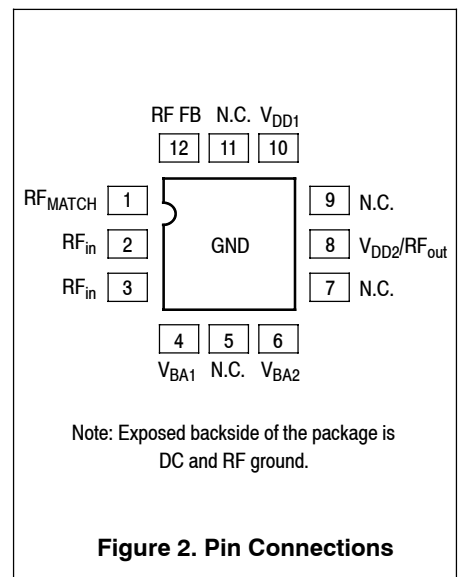 RF FB N.C. VDD1
12 11 10
RFMATCH 1 9 N.C.
RFin 2 GND 8 VDD2/RFout
RFin 3 7 N.C.
4 5 6
VBA1 N.C. VBA2
Note: Exposed backside of the package is
DC and RF ground.
Figure 2. Pin Connections